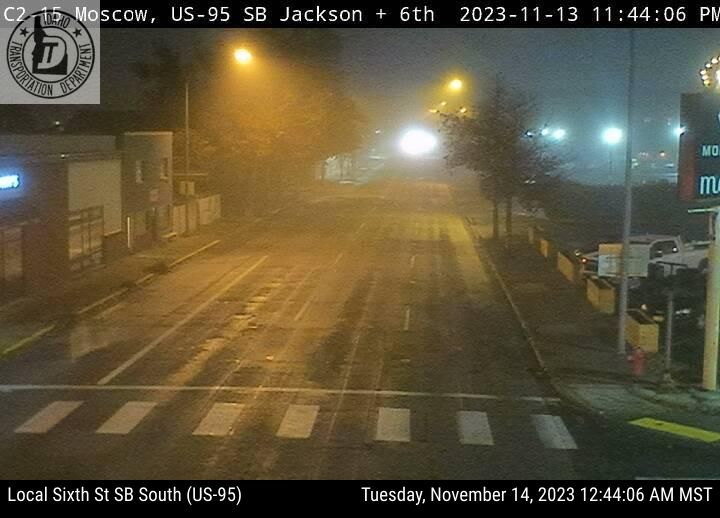 C2 15 Moscow, US-95 SB Jackson + 6th 2023-11-13 11:44:06 PM
IDAHO
TRANSPORTATION DEPARTMENT
Local Sixth St SB South (US-95)
Tuesday, November 14, 2023 12:44:06 AM MST